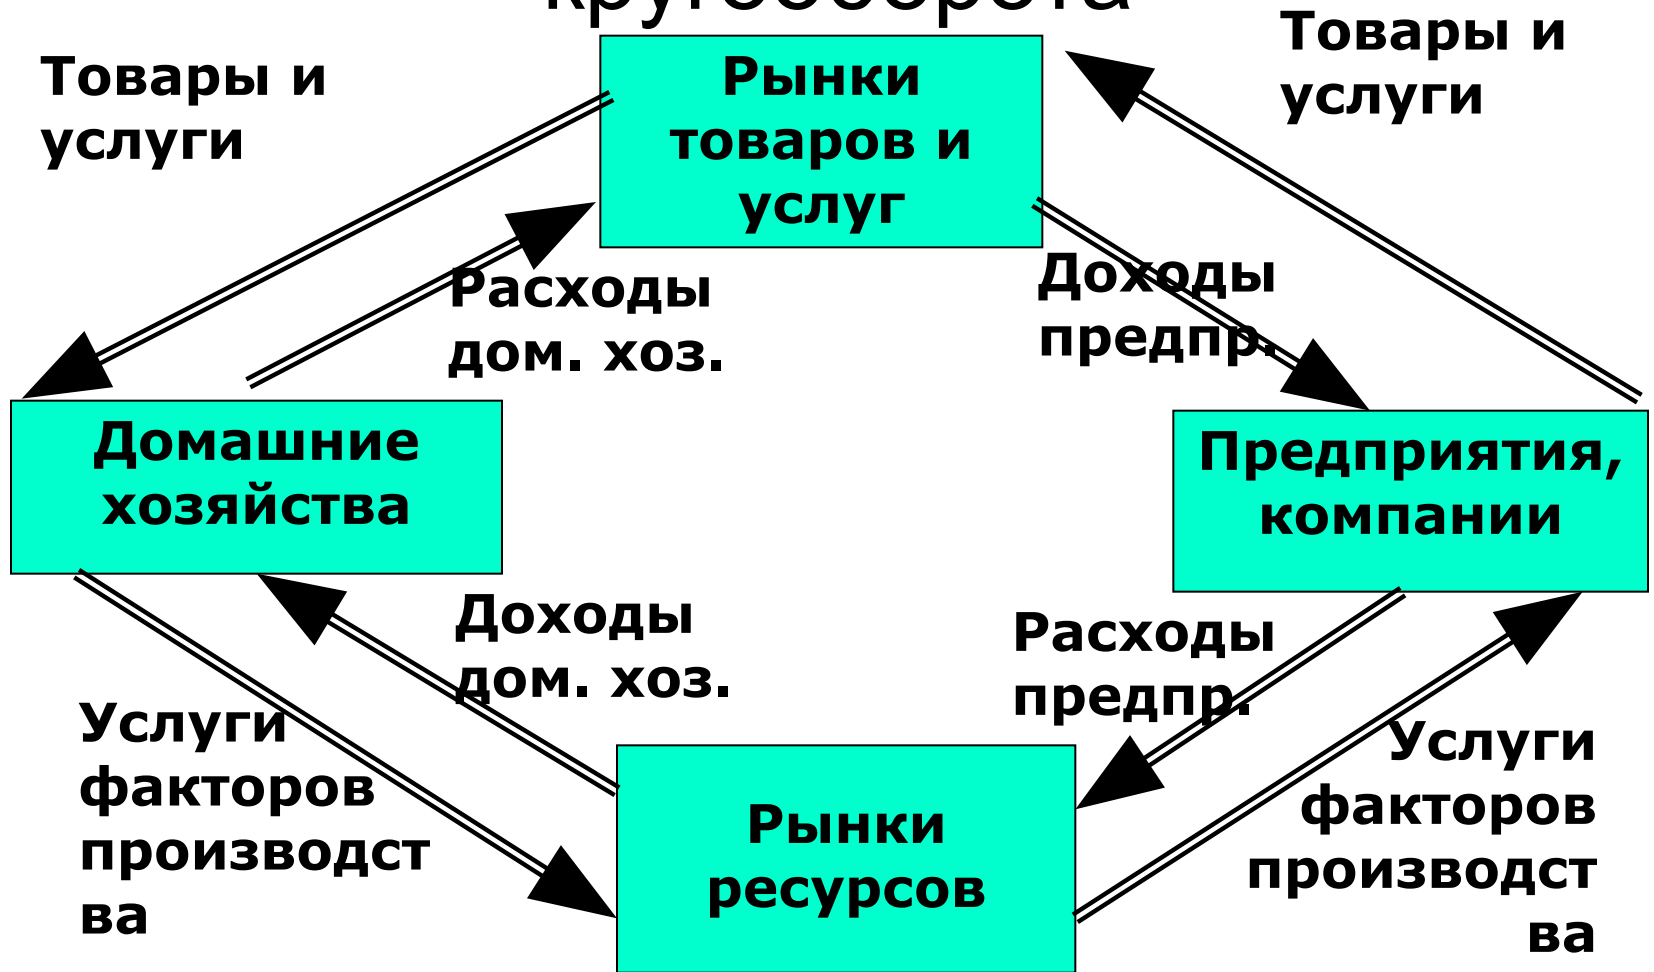 кругооборота
Товары и
услуги
Рынки
товаров и
услуг
Товары и
услуги
Расходы
дом. хоз.
Доходы
предпр.
Домашние
хозяйства
Предприятия,
компании
Доходы
дом. хоз.
Расходы
предпр.
Услуги
факторов
производст
ва
Рынки
ресурсов
Услуги
факторов
производст
ва